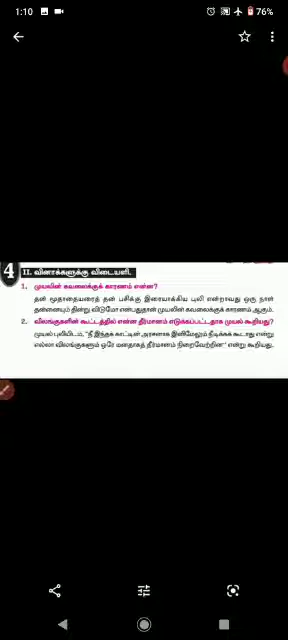 1:10
76%
4 II. வினாக்களுக்கு விடையளி.
1. முயலின் கவலைக்குக் காரணம் என்ன?
தன் மூதாதையரைத் தன் பசிக்கு இரையாக்கிய புலி என்றாவது ஒரு நாள்
தன்னையும் தின்று விடுமோ என்பதுதான் முயலின் கவலைக்குக் காரணம் ஆகும்.
2. விலங்குகளின் கூட்டத்தில் என்ன தீர்மானம் எடுக்கப்பட்டதாக முயல் கூறியது?
முயல் புலியிடம், "நீ இந்தக் காட்டின் அரசனாக இனிமேலும் நீடிக்கக் கூடாது என்று
எல்லா விலங்குகளும் ஒரே மனதாகத் தீர்மானம் நிறைவேற்றின" என்று கூறியது.